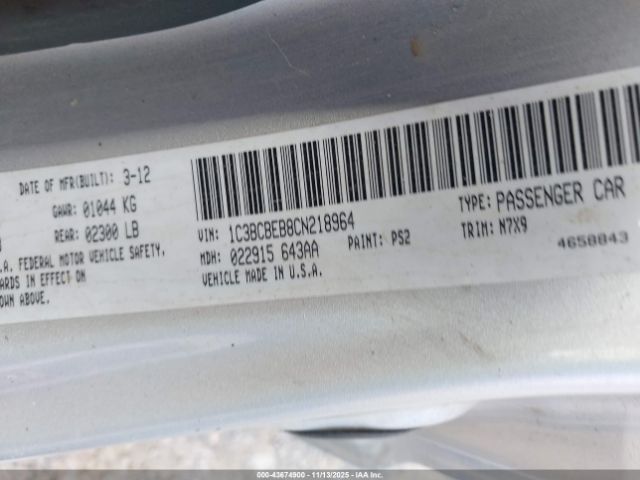 DATE OF MFR(BUILT): 3-12
GAWR: 01044 KG
REAR: 02300 LB
.A. FEDERAL MOTOR VEHICLE SAFETY,
ARDS IN EFFECT ON
OWN ABOVE.
VIN: 1C3BCBEB8CN218964
TYPE: PASSENGER CAR
MDH: 022915 643AA
PAINT: PS2
TRIM: N7X9
VEHICLE MADE IN U.S.A.
4658843
000-43674900 - 11/13/2025 - IAA Inc.